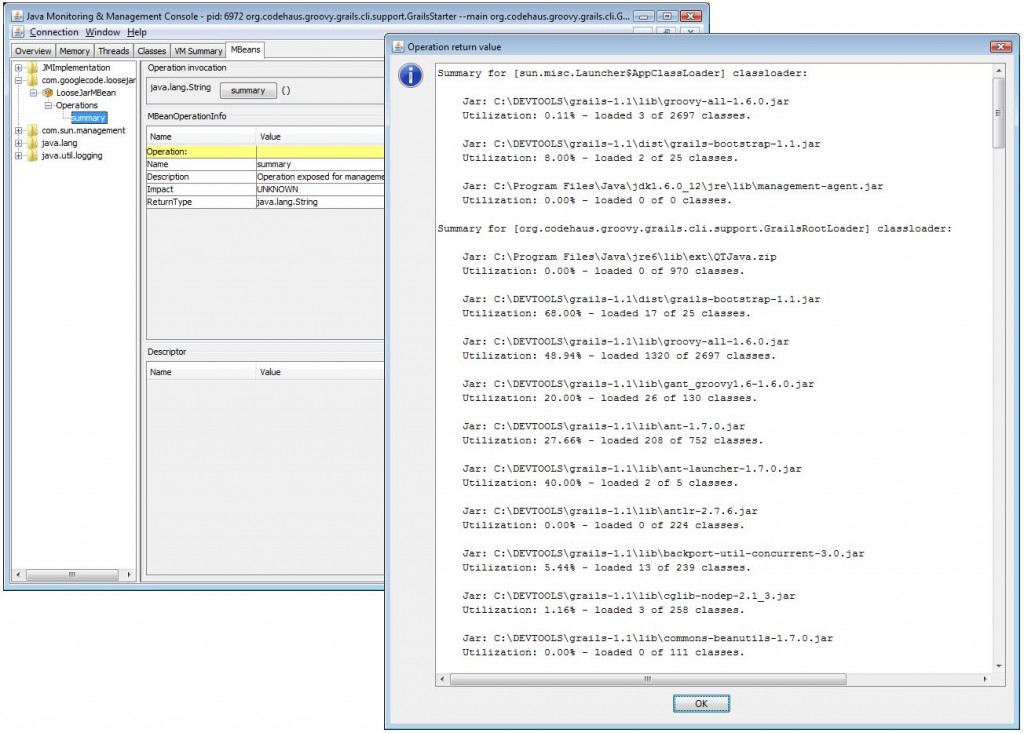 Java Monitoring & Management Console - pid: 6972 org.codehaus.groovy.grails.cli.support.GrailsStarter --main org.codehaus.groovy.grails.cli.G...
Connection Window Help
Overview Memory Threads Classes VM Summary MBeans
JMImplementation
com.googlecode.loosejar
LooseJarMBean
Operations
summary
com.sun.management
java.lang
java.util.logging
Operation invocation
java.lang.String summary ( )
MBeanOperationInfo
Name Value
Operation:
Name summary
Description Operation exposed for manageme
Impact UNKNOWN
ReturnType java.lang.String
Descriptor
Name Value
Operation return value
Summary for [sun.misc.Launcher$AppClassLoader] classloader:
Jar: C:\DEVTOOLS\grails-1.1\lib\groovy-all-1.6.0.jar
Utilization: 0.11% - loaded 3 of 2697 classes.
Jar: C:\DEVTOOLS\grails-1.1\dist\grails-bootstrap-1.1.jar
Utilization: 8.00% - loaded 2 of 25 classes.
Jar: C:\Program Files\Java\jdk1.6.0_12\jre\lib\management-agent.jar
Utilization: 0.00% - loaded 0 of 0 classes.
Summary for [org.codehaus.groovy.grails.cli.support.GrailsRootLoader] classloader:
Jar: C:\Program Files\Java\jre6\lib\ext\QTJava.zip
Utilization: 0.00% - loaded 0 of 970 classes.
Jar: C:\DEVTOOLS\grails-1.1\dist\grails-bootstrap-1.1.jar
Utilization: 68.00% - loaded 17 of 25 classes.
Jar: C:\DEVTOOLS\grails-1.1\lib\groovy-all-1.6.0.jar
Utilization: 48.94% - loaded 1320 of 2697 classes.
Jar: C:\DEVTOOLS\grails-1.1\lib\gant_groovy1.6-1.6.0.jar
Utilization: 20.00% - loaded 26 of 130 classes.
Jar: C:\DEVTOOLS\grails-1.1\lib\ant-1.7.0.jar
Utilization: 27.66% - loaded 208 of 752 classes.
Jar: C:\DEVTOOLS\grails-1.1\lib\ant-launcher-1.7.0.jar
Utilization: 40.00% - loaded 2 of 5 classes.
Jar: C:\DEVTOOLS\grails-1.1\lib\antlr-2.7.6.jar
Utilization: 0.00% - loaded 0 of 224 classes.
Jar: C:\DEVTOOLS\grails-1.1\lib\backport-util-concurrent-3.0.jar
Utilization: 5.44% - loaded 13 of 239 classes.
Jar: C:\DEVTOOLS\grails-1.1\lib\cglib-nodep-2.1_3.jar
Utilization: 1.16% - loaded 3 of 258 classes.
Jar: C:\DEVTOOLS\grails-1.1\lib\commons-beanutils-1.7.0.jar
Utilization: 0.00% - loaded 0 of 111 classes.
OK